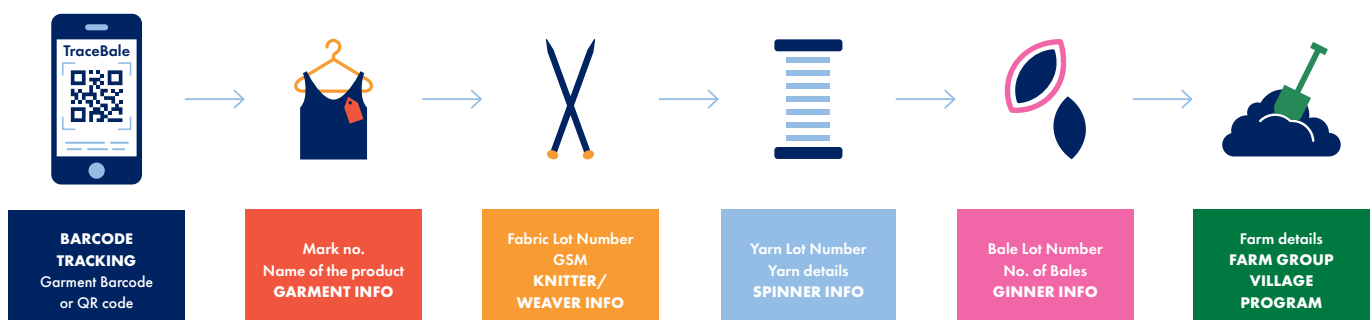 TraceBale
BARCODE
TRACKING
Garment Barcode
or QR code
Mark no.
Name of the product
GARMENT INFO
Fabric Lot Number
GSM
KNITTER/
WEAVER INFO
Yarn Lot Number
Yarn details
SPINNER INFO
Bale Lot Number
No. of Bales
GINNER INFO
Farm details
FARM GROUP
VILLAGE
PROGRAM